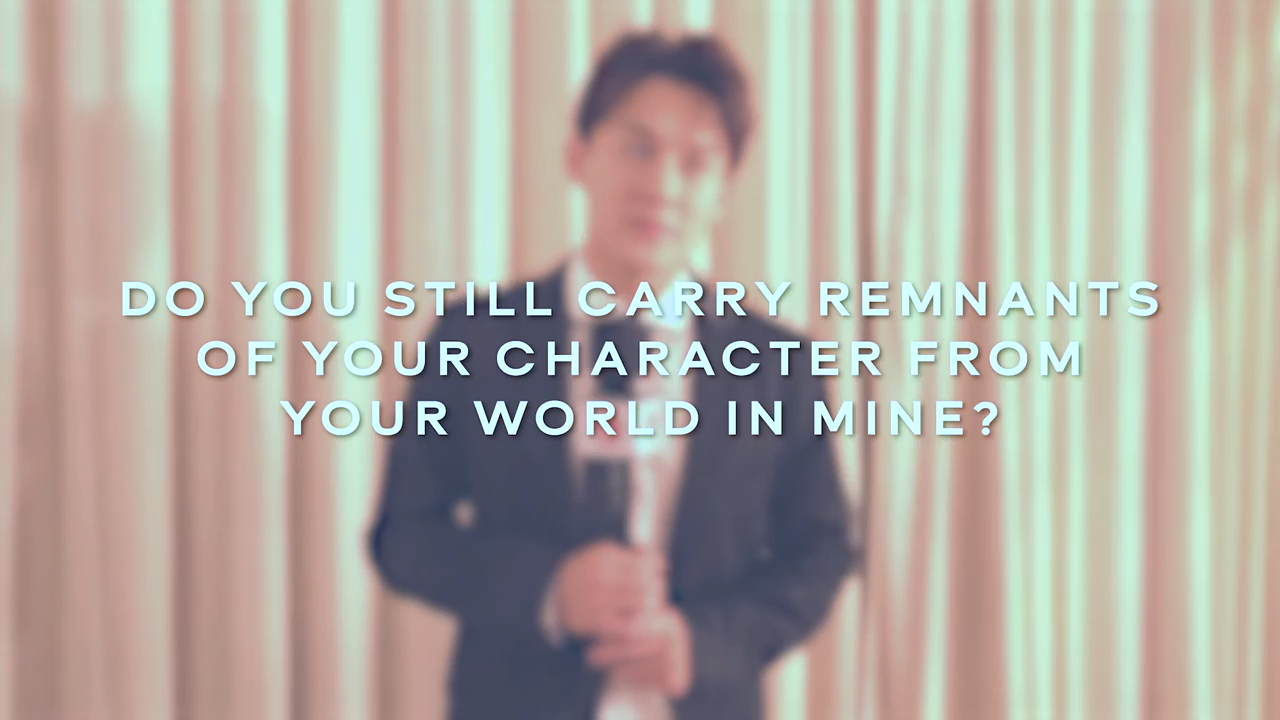 DO YOU STILL CARRY REMNANTS
OF YOUR CHARACTER FROM
YOUR WORLD IN MINE?